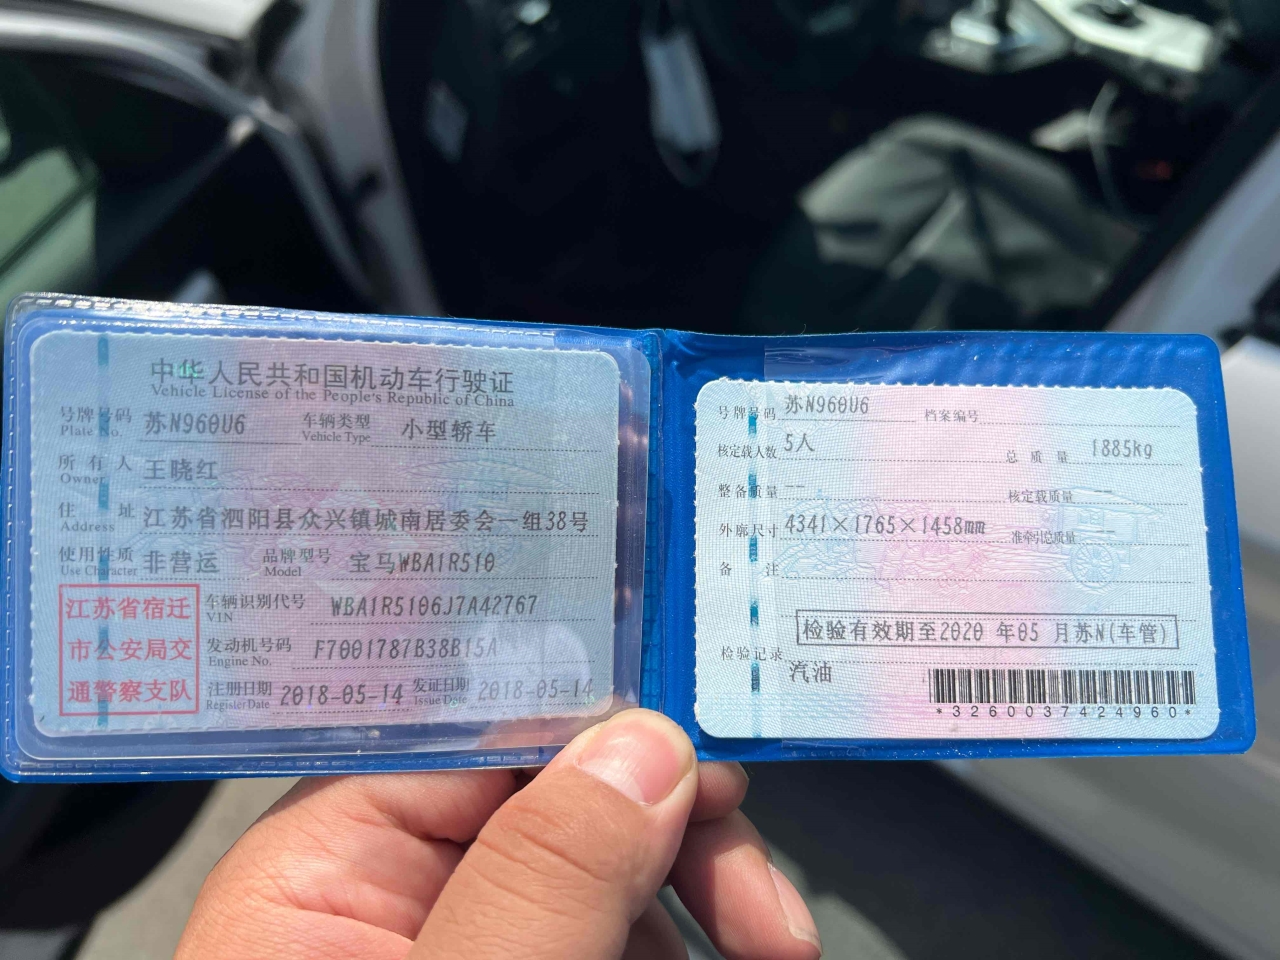 中华人民共和国机动车行驶证
Vehicle License of the People's Republic of China
号牌号码 苏N960U6 车辆类型 小型轿车
Plate No. Vehicle Type
所有人 王晓红
Owner
住址 江苏省泗阳县众兴镇城南居委会一组38号
Address
使用性质 非营运 品牌型号 宝马WBA1R510
Use Character Model
江苏省宿迁
市公安局交
通警察支队
车辆识别代号 WBA1R5106J7A42767
VIN
发动机号码 F7001787B38B15A
Engine No.
注册日期 2018-05-14 发证日期 2018-05-14
Register Date Issue Date
号牌号码 苏N960U6 档案编号
核定载人数 5人 总质量 1885kg
整备质量 -- 核定载质量 --
外廓尺寸 4341×1765×1458mm 准牵引总质量 --
备注
检验有效期至2020 年05 月苏N(车管)
检验记录
汽油
*3260037424960*